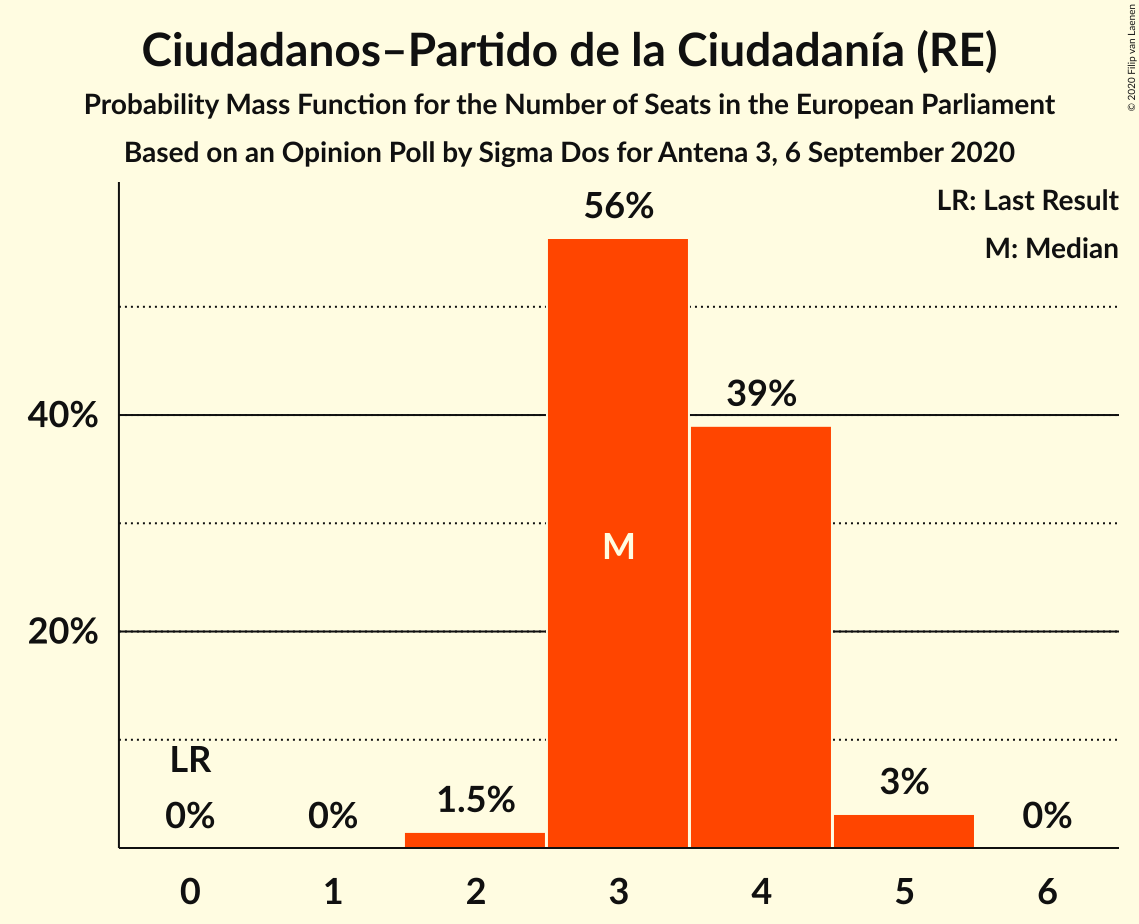 Ciudadanos–Partido de la Ciudadanía (RE)
Probability Mass Function for the Number of Seats in the European Parliament
Based on an Opinion Poll by Sigma Dos for Antena 3, 6 September 2020
© 2020 Filip van Laenen
LR: Last Result
M: Median
56%
39%
40%
M
20%
LR
0%
0%
1.5%
3%
0%
0 1 2 3 4 5 6